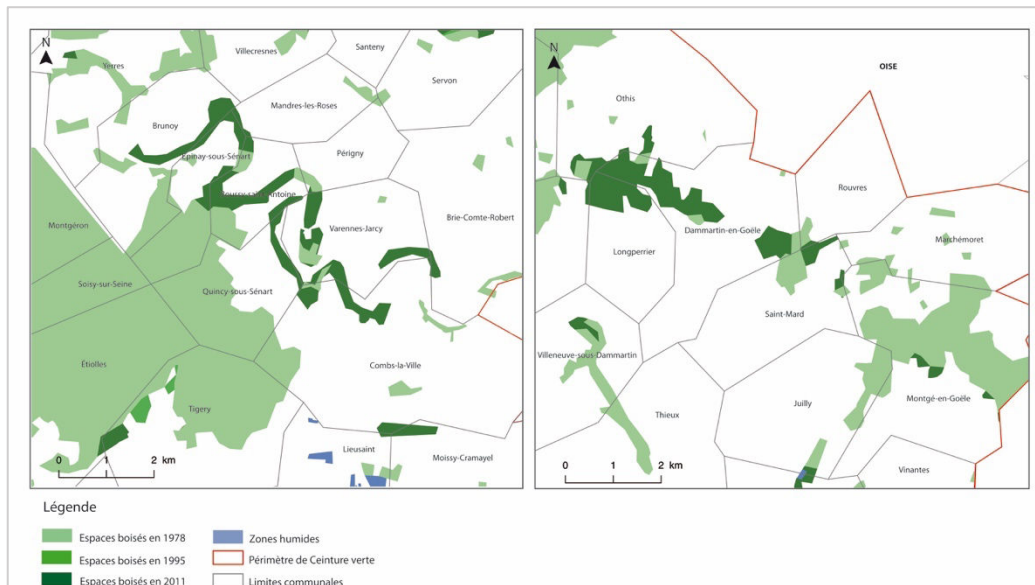 N
Yerres
Villecresnes
Santeny
Servon
Mandres-les-Roses
Brunoy
Epinay-sous-Sénart
Périgny
Boussy-saint-Antoine
Montgéron
Varennes-Jarcy
Brie-Comte-Robert
Soisy-sur-Seine
Quincy-sous-Sénart
Étiolles
Combs-la-Ville
Tigery
Lieusaint
Moissy-Cramayel
0 1 2 km
N
OISE
Othis
Rouvres
Dammartin-en-Goële
Marchémoret
Longperrier
Saint-Mard
Villeneuve-sous-Dammartin
Juilly
Montgé-en-Goële
Thieux
Vinantes
0 1 2 km
Légende
Espaces boisés en 1978
Zones humides
Espaces boisés en 1995
Périmètre de Ceinture verte
Espaces boisés en 2011
Limites communales